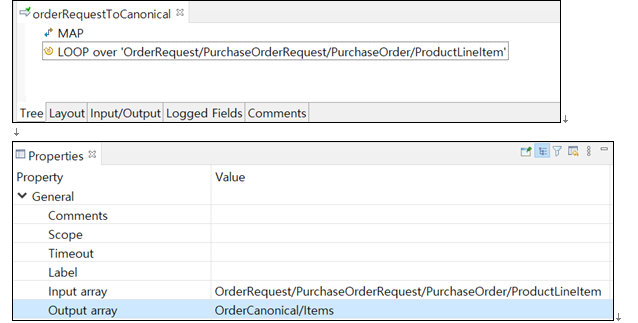 orderRequestToCanonical
MAP
LOOP over 'OrderRequest/PurchaseOrderRequest/PurchaseOrder/ProductLineItem'
Tree Layout Input/Output Logged Fields Comments
Properties
Property Value
General
Comments
Scope
Timeout
Label
Input array OrderRequest/PurchaseOrderRequest/PurchaseOrder/ProductLineItem
Output array OrderCanonical/Items